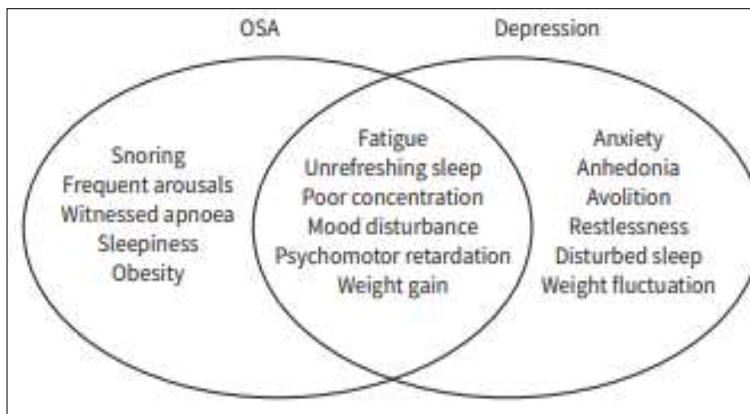 OSA
Depression
Snoring
Frequent arousals
Witnessed apnoea
Sleepiness
Obesity
Fatigue
Unrefreshing sleep
Poor concentration
Mood disturbance
Psychomotor retardation
Weight gain
Anxiety
Anhedonia
Avolition
Restlessness
Disturbed sleep
Weight fluctuation